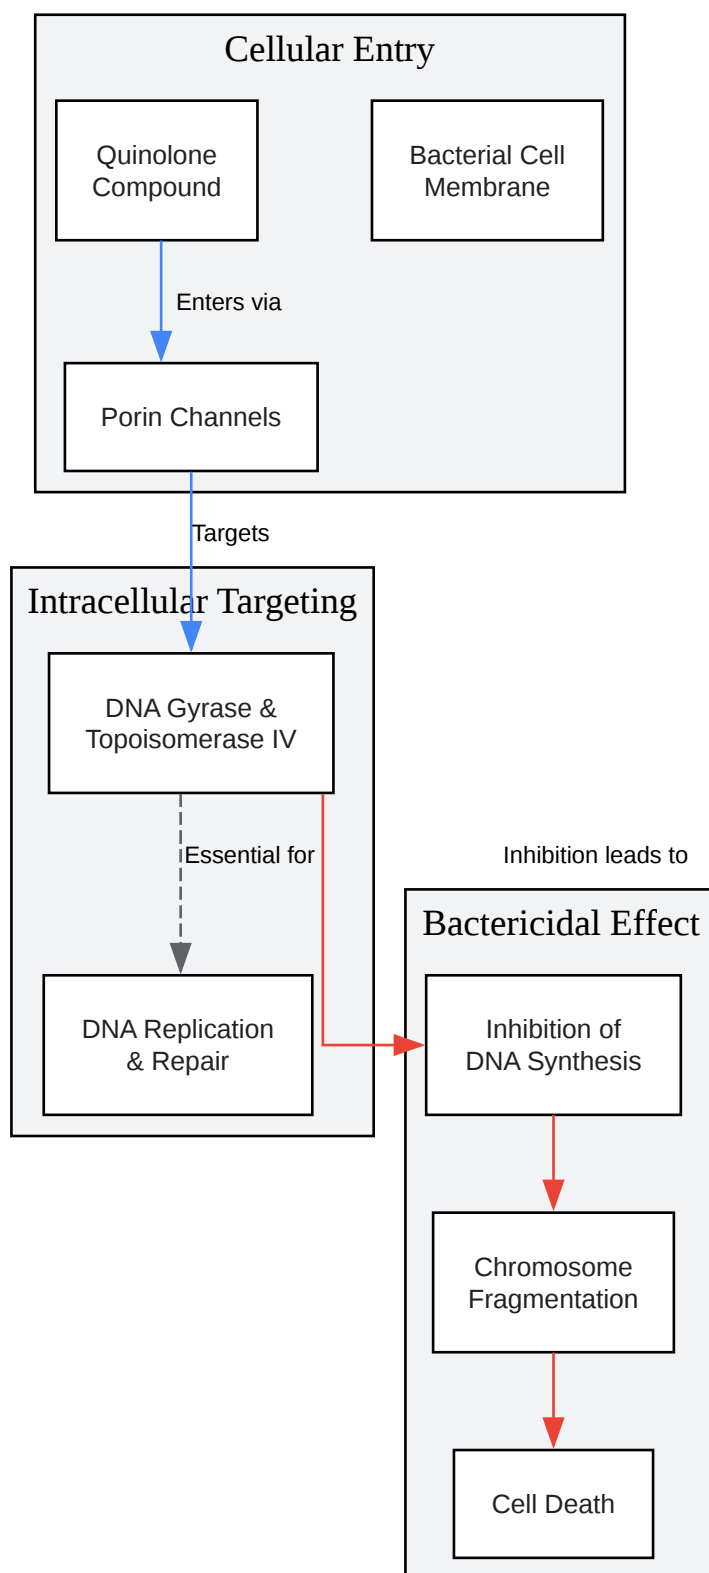 Cellular Entry
Quinolone
Compound
Bacterial Cell
Membrane
Enters via
Porin Channels
Targets
Intracellular Targeting
DNA Gyrase &
Topoisomerase IV
Essential for
Inhibition leads to
Bactericidal Effect
DNA Replication
& Repair
Inhibition of
DNA Synthesis
Chromosome
Fragmentation
Cell Death